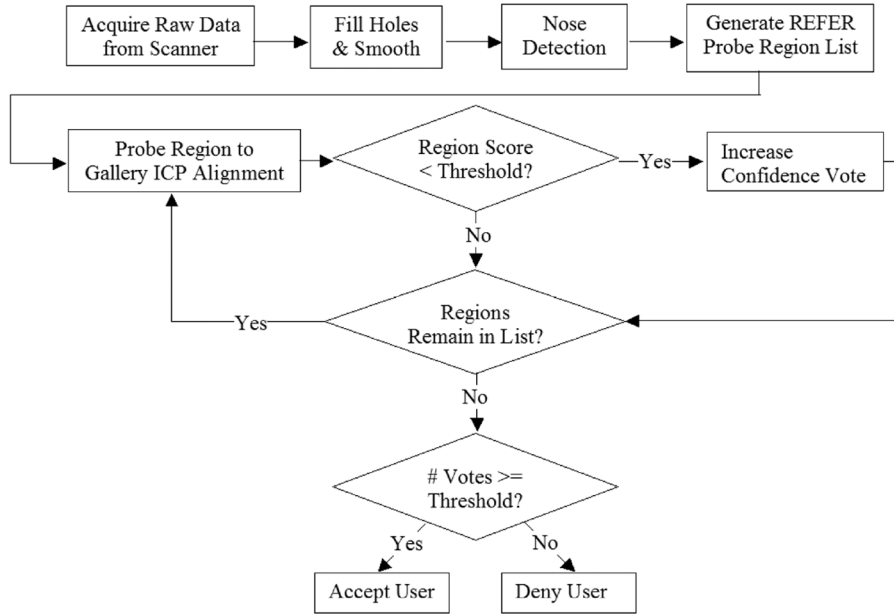 Acquire Raw Data
from Scanner
Fill Holes
& Smooth
Nose
Detection
Generate REFER
Probe Region List
Probe Region to
Gallery ICP Alignment
Region Score
< Threshold?
Yes
Increase
Confidence Vote
No
Regions
Remain in List?
Yes
No
# Votes >=
Threshold?
Yes
No
Accept User
Deny User